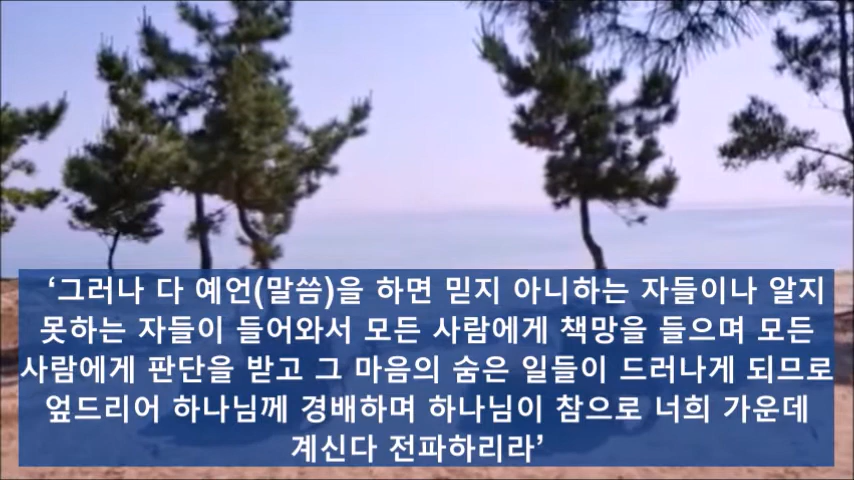 ‘그러나 다 예언(말씀)을 하면 믿지 아니하는 자들이나 알지
못하는 자들이 들어와서 모든 사람에게 책망을 들으며 모든
사람에게 판단을 받고 그 마음의 숨은 일들이 드러나게 되므로
엎드리어 하나님께 경배하며 하나님이 참으로 너희 가운데
계신다 전파하리라’